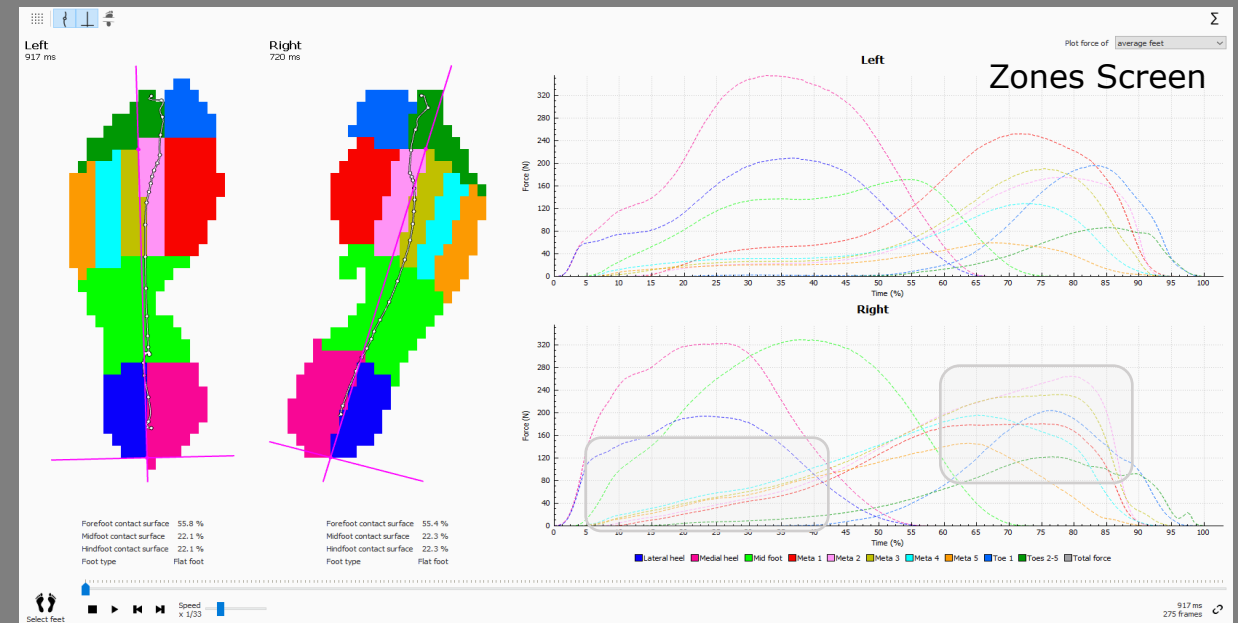 Σ
Left
917 ms
Right
720 ms
Plot force of average feet
Zones Screen
Left
Force (N)
320
280
240
200
160
120
80
40
0
0 5 10 15 20 25 30 35 40 45 50 55 60 65 70 75 80 85 90 95 100
Time (%)
Right
Force (N)
320
280
240
200
160
120
80
40
0
0 5 10 15 20 25 30 35 40 45 50 55 60 65 70 75 80 85 90 95 100
Time (%)
Lateral heel Medial heel Mid foot Meta 1 Meta 2 Meta 3 Meta 4 Meta 5 Toe 1 Toes 2-5 Total force
Forefoot contact surface 55.8 %
Midfoot contact surface 22.1 %
Hindfoot contact surface 22.1 %
Foot type Flat foot
Forefoot contact surface 55.4 %
Midfoot contact surface 22.3 %
Hindfoot contact surface 22.3 %
Foot type Flat foot
Select feet
Speed
x 1/33
917 ms
275 frames